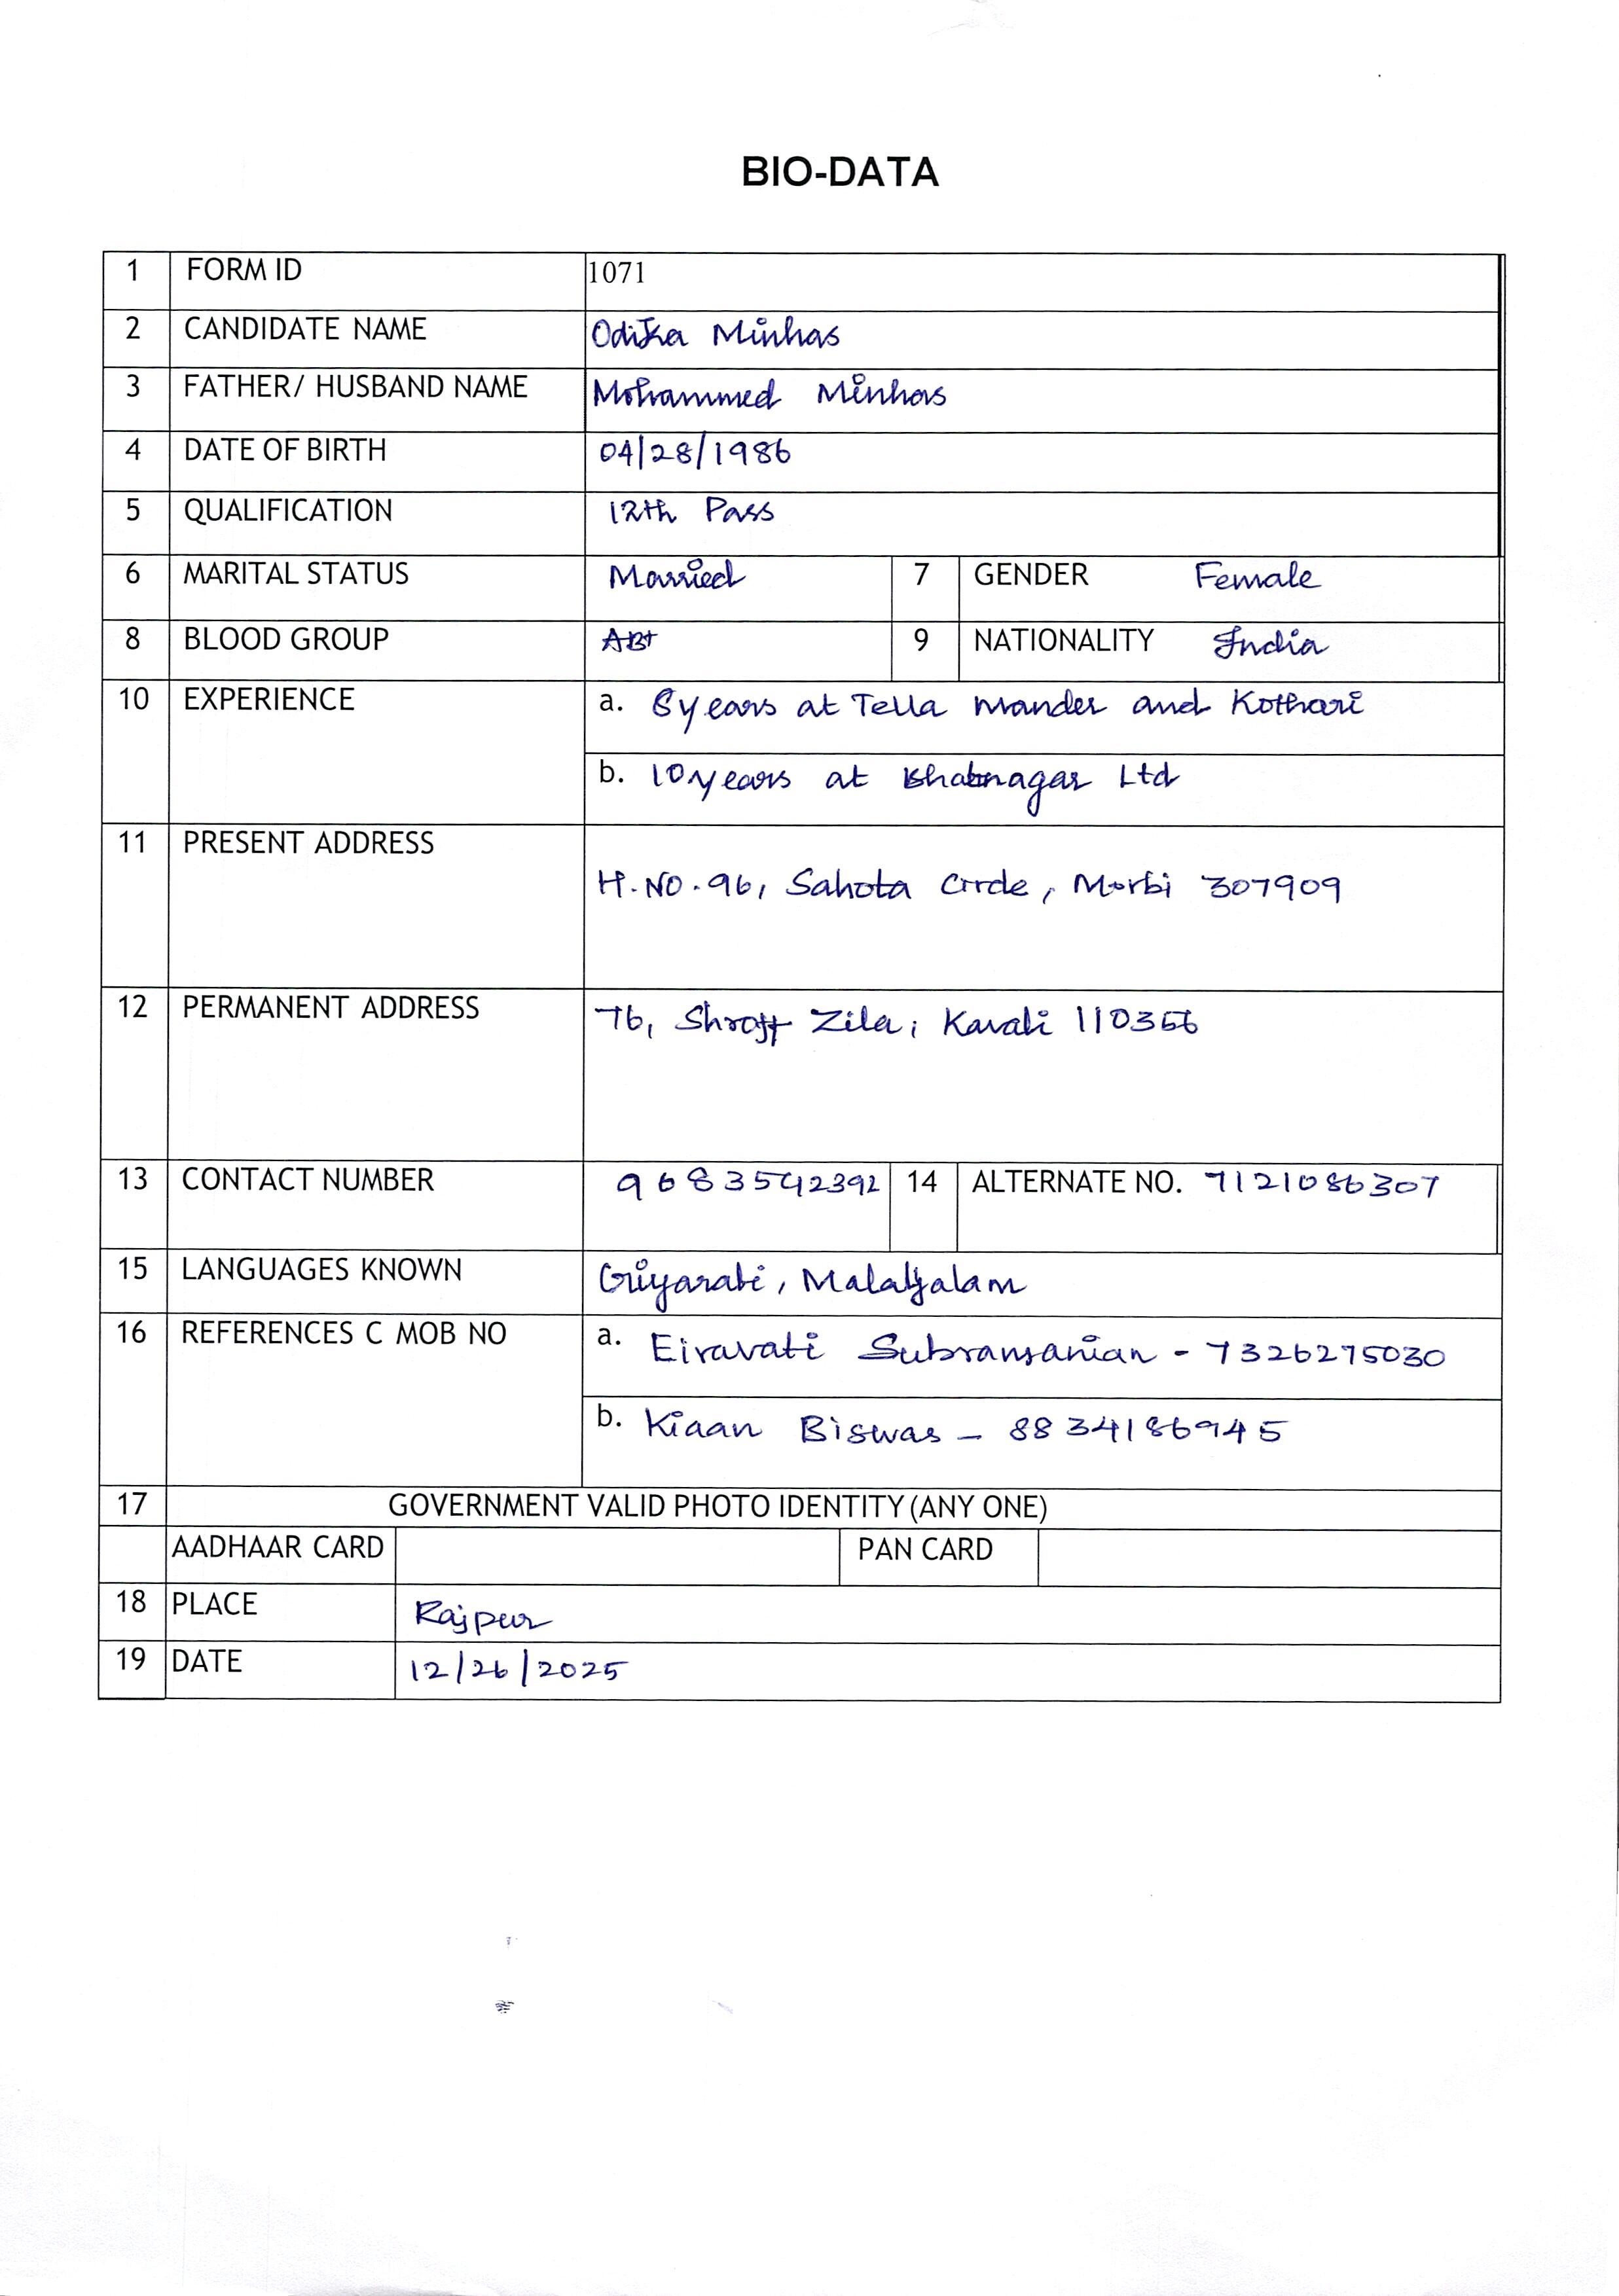 BIO-DATA
1 FORM ID 1071
2 CANDIDATE NAME Odika Minhas
3 FATHER/ HUSBAND NAME Mohammed Minhas
4 DATE OF BIRTH 04/28/1986
5 QUALIFICATION 12th Pass
6 MARITAL STATUS Married 7 GENDER Female
8 BLOOD GROUP AB+ 9 NATIONALITY India
10 EXPERIENCE a. 8 years at Tella Mander and Kothari
b. 10 years at Bhatnagar Ltd
11 PRESENT ADDRESS
H.NO. 96, Sahota Circle, Morbi 307909
12 PERMANENT ADDRESS 76, Shroff Zila, Kavali 110366
13 CONTACT NUMBER 9683542392 14 ALTERNATE NO. 7121086307
15 LANGUAGES KNOWN Gujarati, Malayalam
16 REFERENCES C MOB NO a. Eiravati Subramanian - 7326275030
b. Kiaan Biswas - 8834186945
17 GOVERNMENT VALID PHOTO IDENTITY (ANY ONE)
AADHAAR CARD PAN CARD
18 PLACE Rajpur
19 DATE 12/26/2025